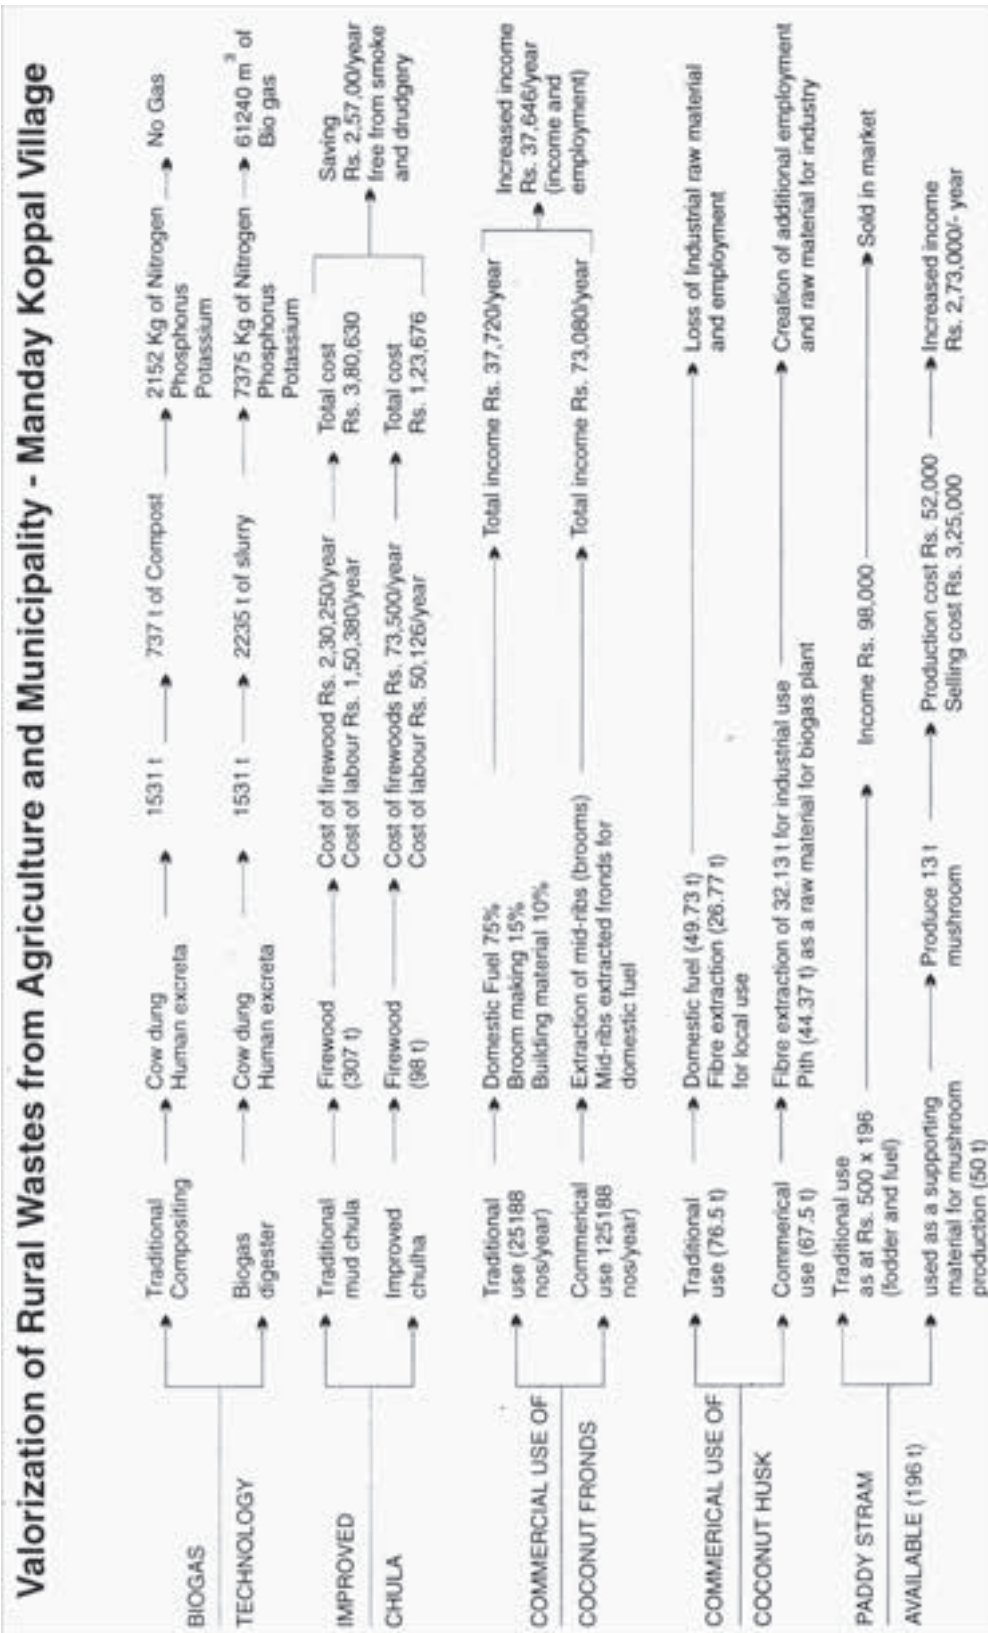 Valorization of Rural Wastes from Agriculture and Municipality - Manday Koppal Village
BIOGAS
TECHNOLOGY
Traditional
Compositing
Cow dung
Human excreta
1531 t
737 t of Compost
2152 Kg of Nitrogen
Phosphorus
Potassium
No Gas
Biogas
digester
Cow dung
Human excreta
1531 t
2235 t of slurry
7375 Kg of Nitrogen
Phosphorus
Potassium
61240 m³ of
Bio gas
IMPROVED
CHULA
Traditional
mud chula
Firewood
(307 t)
Cost of firewood Rs. 2,30,250/year
Cost of labour Rs. 1,50,380/year
Total cost
Rs. 3,80,630
Improved
chulha
Firewood
(98 t)
Cost of firewoods Rs. 73,500/year
Cost of labour Rs. 50,126/year
Total cost
Rs. 1,23,676
Saving
Rs. 2,57,00/year
free from smoke
and drudgery
COMMERCIAL USE OF
COCONUT FRONDS
Traditional
use (25188
nos/year)
Domestic Fuel 75%
Broom making 15%
Building material 10%
Total income Rs. 37,720/year
Commerical
use 125188
nos/year)
Extraction of mid-ribs (brooms)
Mid-ribs extracted fronds for
domestic fuel
Total income Rs. 73,080/year
Increased income
Rs. 37,646/year
(income and
employment)
COMMERICAL USE OF
COCONUT HUSK
Traditional
use (76.5 t)
Domestic fuel (49.73 t)
Fibre extraction (26.77 t)
for local use
Loss of Industrial raw material
and employment
Commerical
use (67.5 t)
Fibre extraction of 32.13 t for industrial use
Pith (44.37 t) as a raw material for biogas plant
Creation of additional employment
and raw material for industry
PADDY STRAM
AVAILABLE (196 t)
Traditional use
as at Rs. 500 x 196
(fodder and fuel)
Income Rs. 98,000
Sold in market
used as a supporting
material for mushroom
production (50 t)
Produce 13 t
mushroom
Production cost Rs. 52,000
Selling cost Rs. 3,25,000
Increased income
Rs. 2,73,000/- year